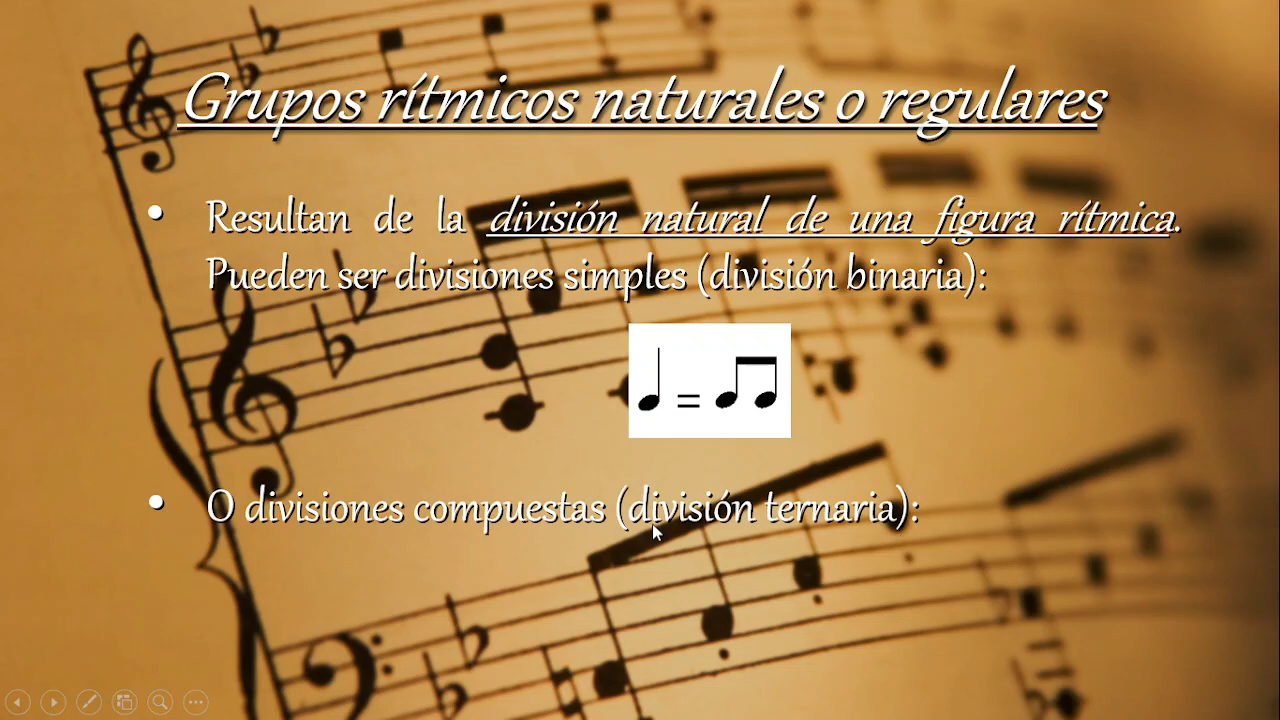 Grupos rítmicos naturales o regulares
• Resultan de la división natural de una figura rítmica.
Pueden ser divisiones simples (división binaria):
=
• O divisiones compuestas (división ternaria):